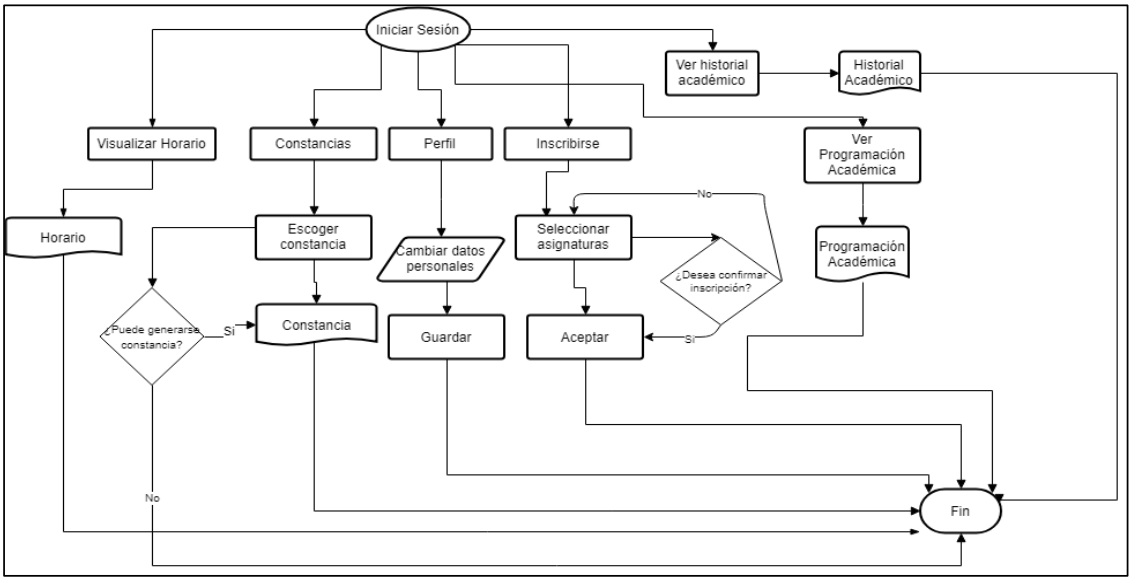 Iniciar Sesión
Ver historial
académico
Historial
Académico
Visualizar Horario
Constancias
Perfil
Inscribirse
Ver
Programación
Académica
No
Horario
Escoger
constancia
Cambiar datos
personales
Seleccionar
asignaturas
Programación
Académica
¿Desea confirmar
inscripción?
¿Puede generarse
constancia?
Si
Constancia
Guardar
Aceptar
Si
No
Fin